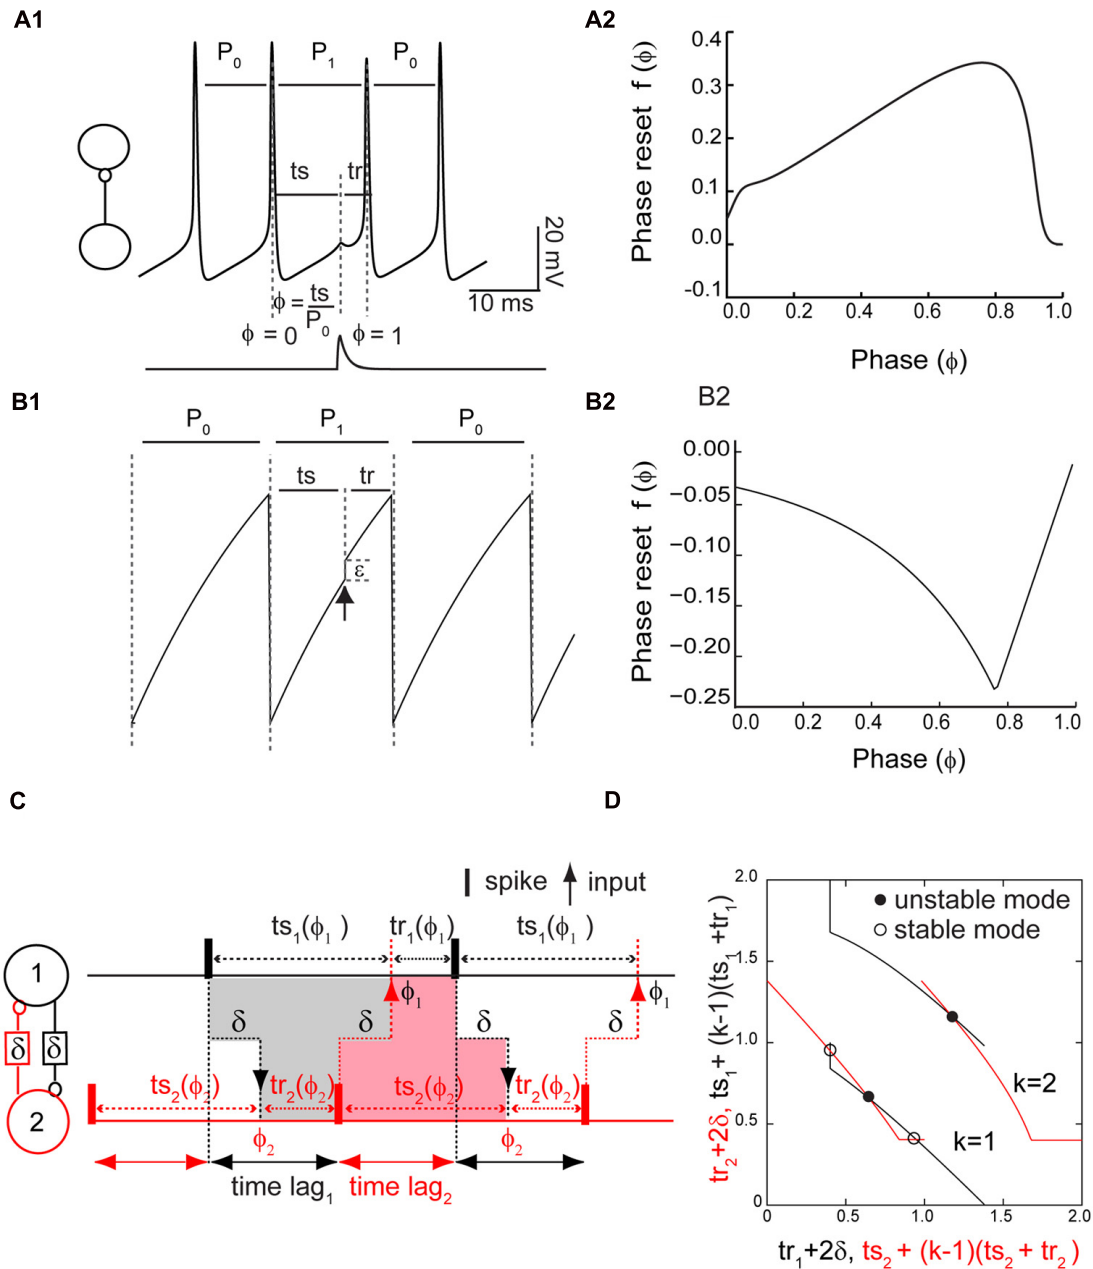 A1
P0 P1 P0
ts tr
20 mV
10 ms
ϕ = ts/P0
ϕ = 0 ϕ = 1
A2
Phase reset f (ϕ)
0.4
0.3
0.2
0.1
0.0
-0.1
0.0 0.2 0.4 0.6 0.8 1.0
Phase (ϕ)
B1
P0 P1 P0
ts tr
ε
B2
B2
Phase reset f (ϕ)
0.00
−0.05
−0.10
−0.15
−0.20
−0.25
0.0 0.2 0.4 0.6 0.8 1.0
Phase (ϕ)
C
spike input
ts1(ϕ1 ) tr1(ϕ1) ts1(ϕ1 )
1
ϕ1 ϕ1
δ δ δ δ
δ δ
ts2(ϕ2) tr2(ϕ2) ts2(ϕ2) tr2(ϕ2)
2
ϕ2 ϕ2
time lag1 time lag2
D
tr2+2δ, ts1+ (k-1)(ts1 +tr1)
2.0
1.5
1.0
0.5
0
unstable mode
stable mode
k=2
k=1
0 0.5 1.0 1.5 2.0
tr1+2δ, ts2 + (k-1)(ts2 + tr2 )